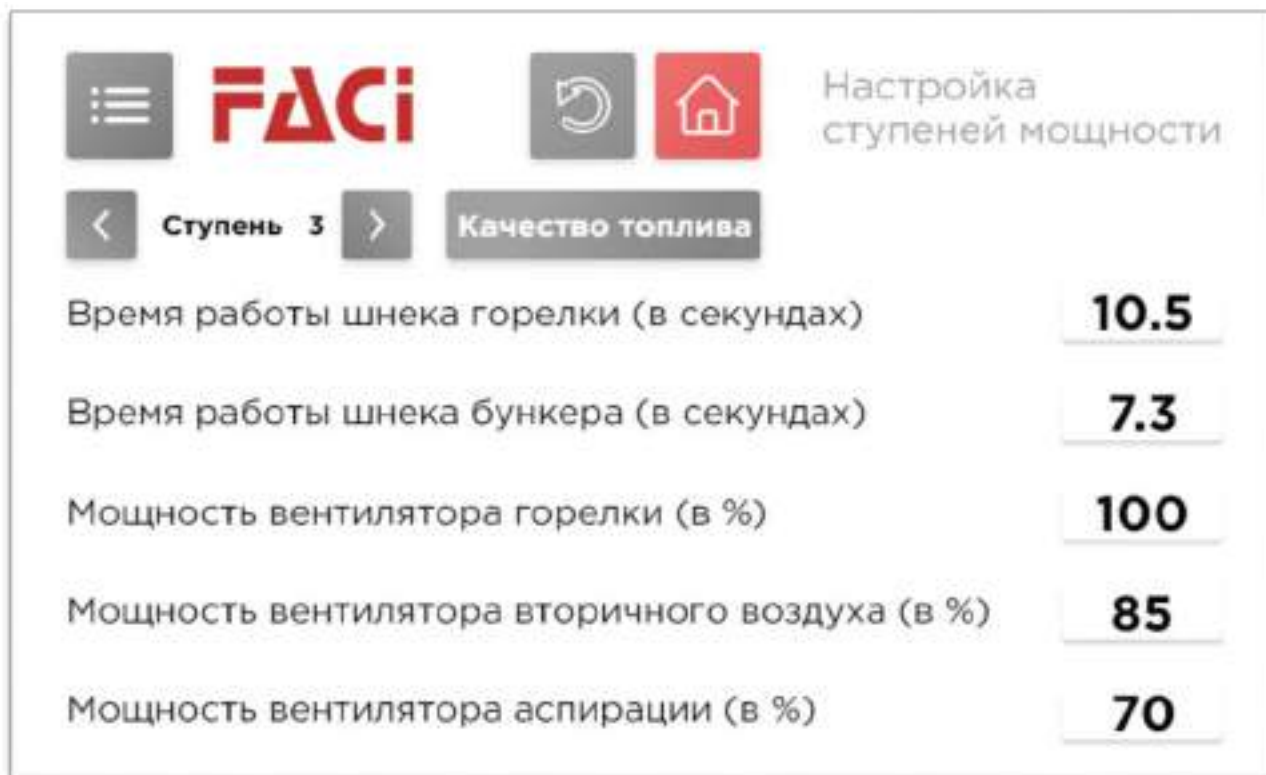 FACi
Настройка
ступеней мощности
Ступень 3
Качество топлива
Время работы шнека горелки (в секундах) 10.5
Время работы шнека бункера (в секундах) 7.3
Мощность вентилятора горелки (в %) 100
Мощность вентилятора вторичного воздуха (в %) 85
Мощность вентилятора аспирации (в %) 70